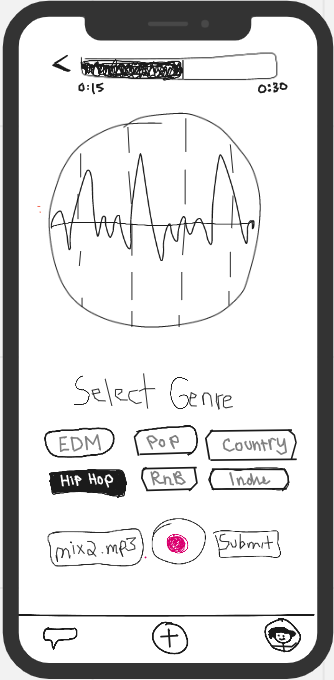 0:15 0:30
Select Genre
EDM Pop Country
HIP HOP RnB Indie
mix2.mp3 Submit